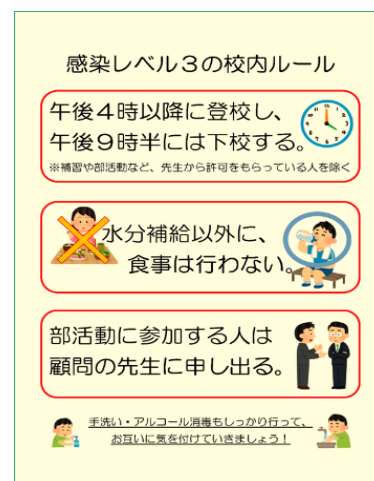 感染レベル３の校内ルール
午後４時以降に登校し、
午後９時半には下校する。
※補習や部活動など、先生から許可をもらっている人を除く
水分補給以外に、
食事は行わない。
部活動に参加する人は
顧問の先生に申し出る。
手洗い・アルコール消毒もしっかり行って、
お互いに気を付けていきましょう！